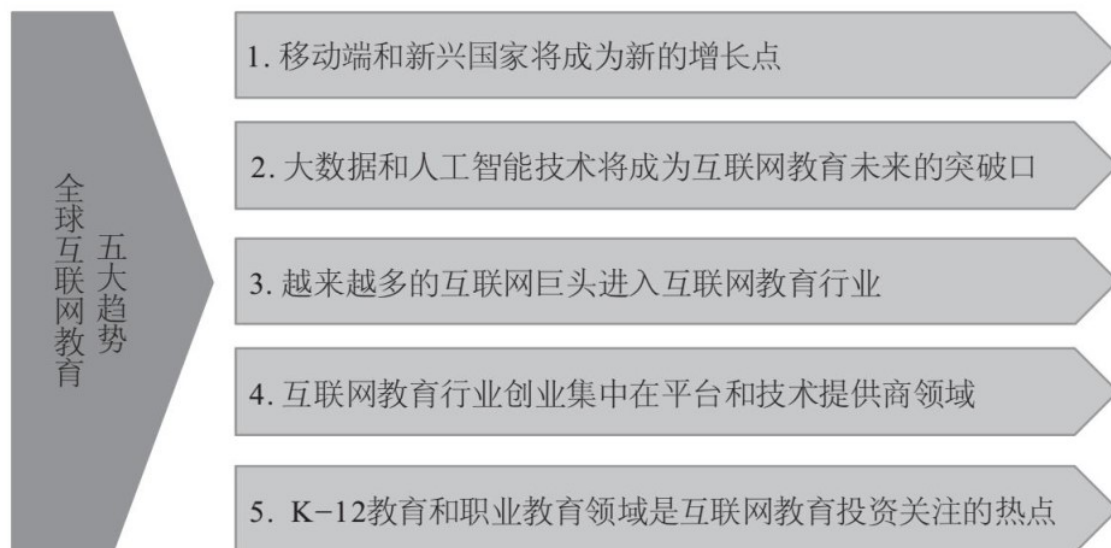 全球互联网教育
五大趋势
1. 移动端和新兴国家将成为新的增长点
2. 大数据和人工智能技术将成为互联网教育未来的突破口
3. 越来越多的互联网巨头进入互联网教育行业
4. 互联网教育行业创业集中在平台和技术提供商领域
5. K-12教育和职业教育领域是互联网教育投资关注的热点